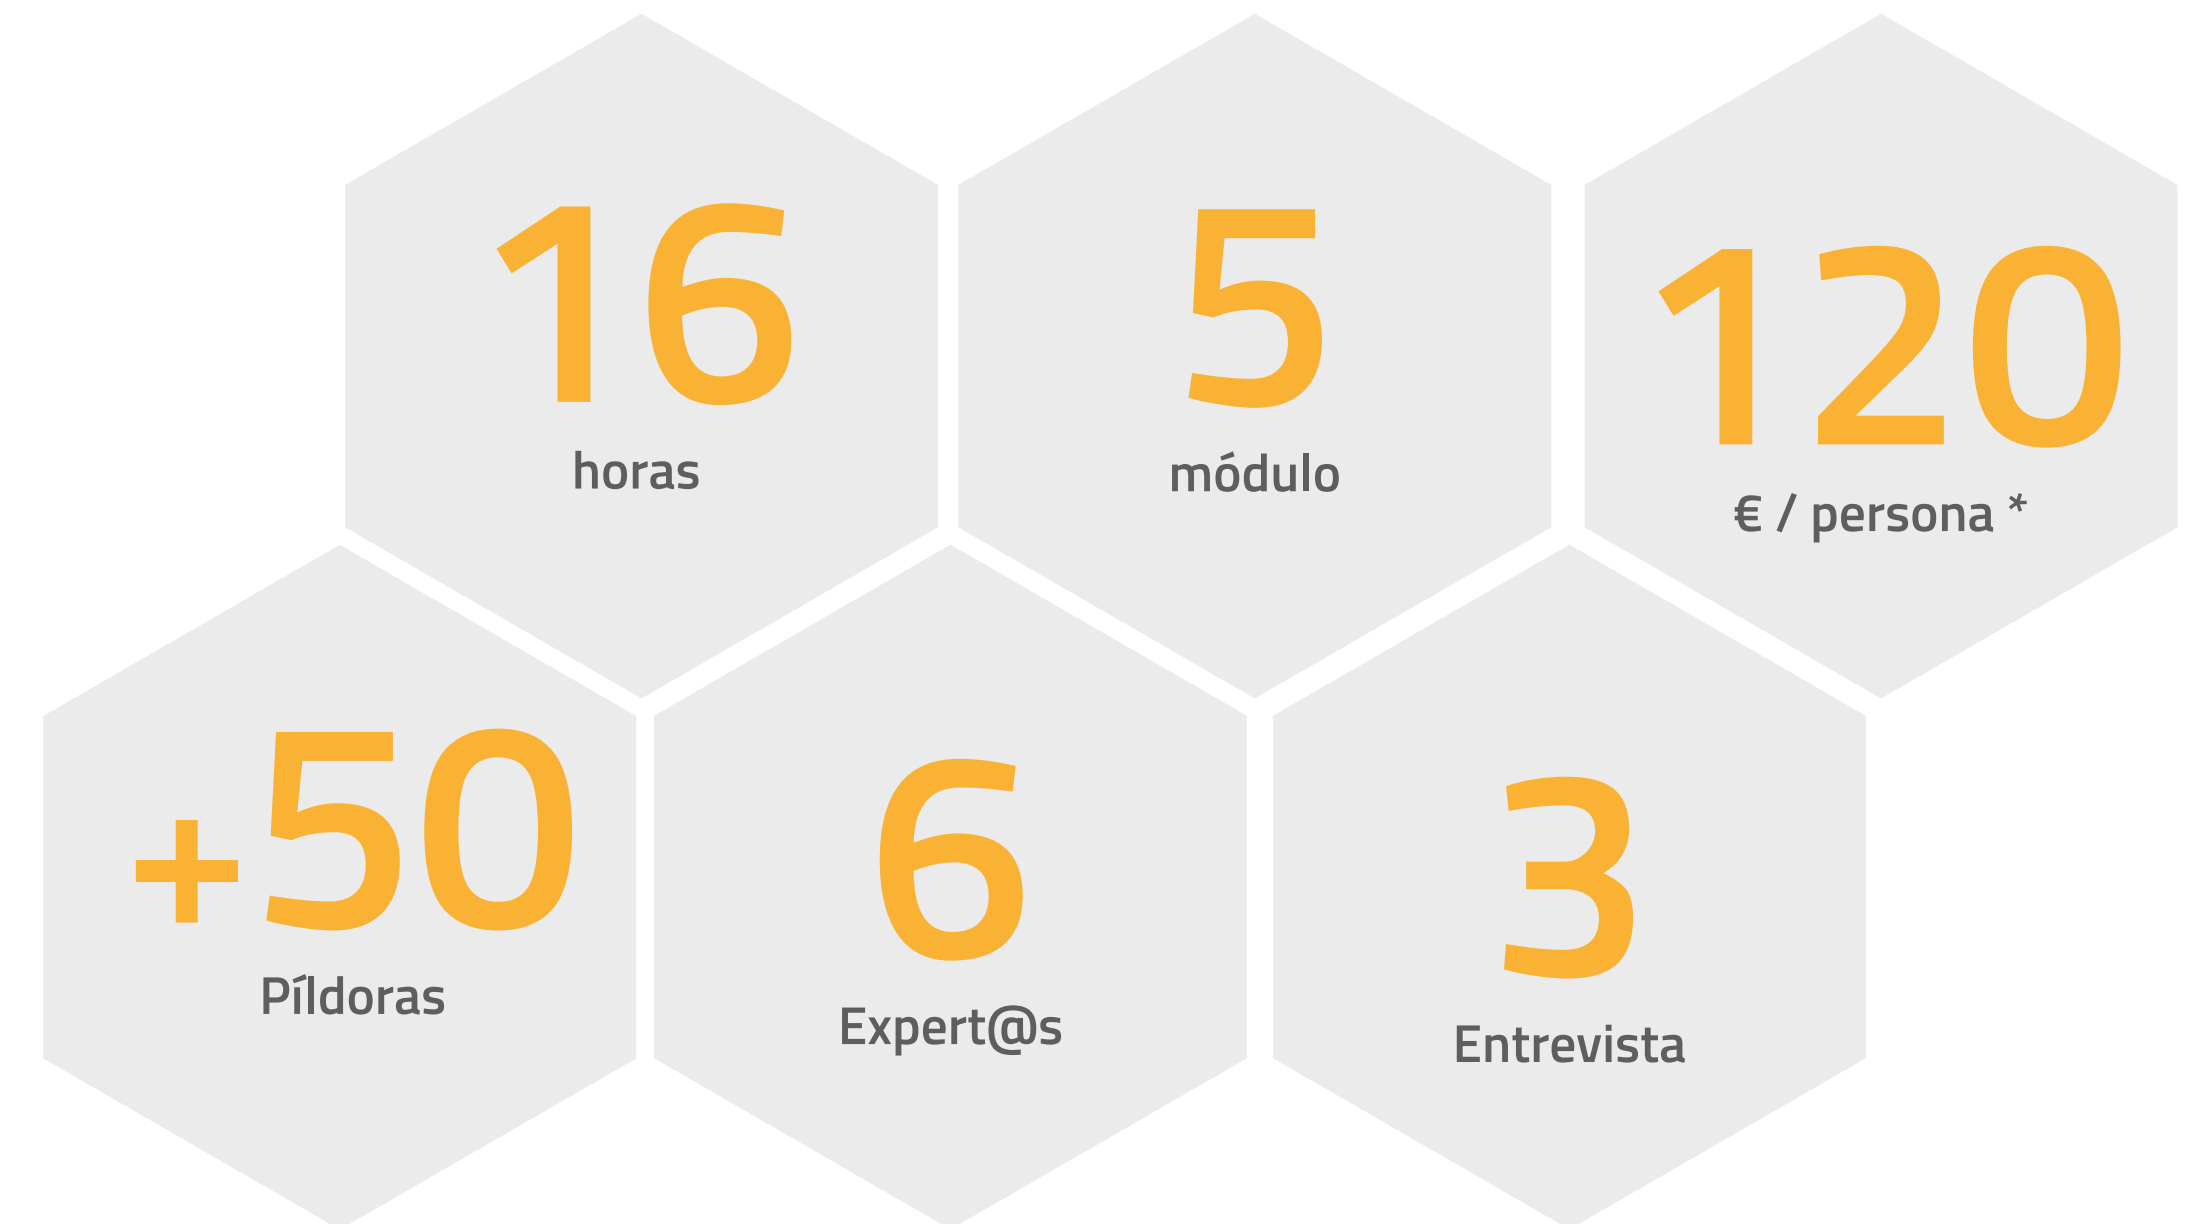 16
horas
5
módulo
120
€ / persona *
+50
Píldoras
6
Expert@s
3
Entrevista